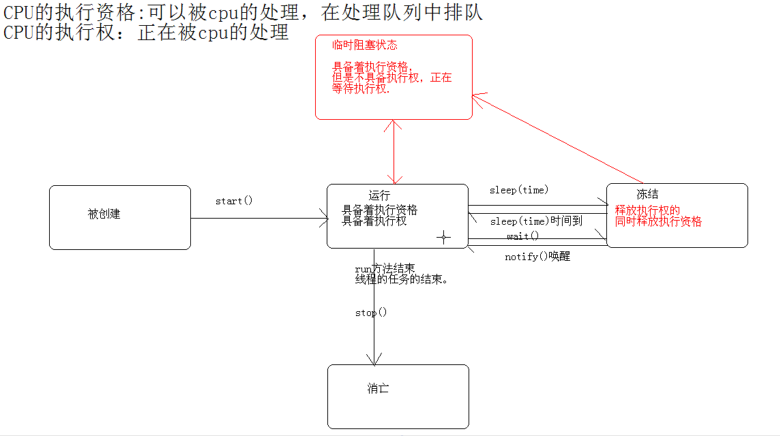 CPU的执行资格:可以被cpu的处理，在处理队列中排队
CPU的执行权：正在被cpu的处理
临时阻塞状态
具备着执行资格，
但是不具备执行权，正在
等待执行权.
被创建
start()
运行
具备着执行资格
具备着执行权
sleep(time)
sleep(time)时间到
wait()
notify()唤醒
冻结
释放执行权的
同时释放执行资格
run方法结束
线程的任务的结束。
stop()
消亡